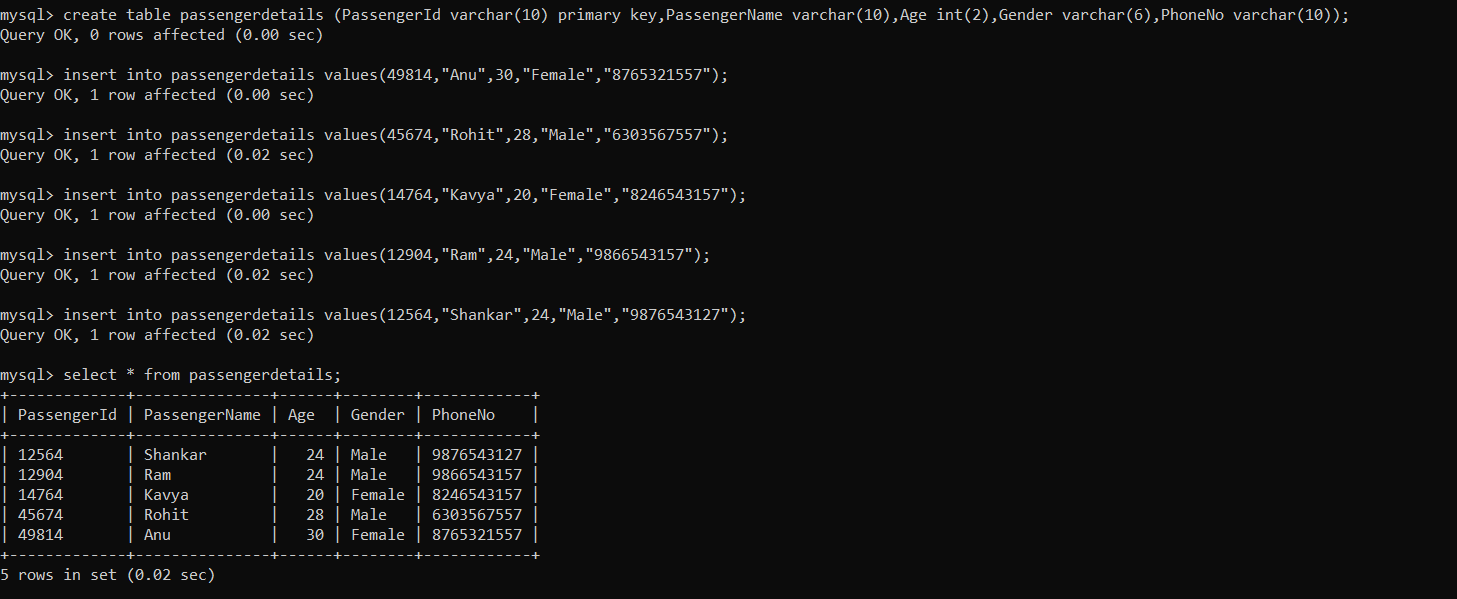 mysql> create table passengerdetails (PassengerId varchar(10) primary key,PassengerName varchar(10),Age int(2),Gender varchar(6),PhoneNo varchar(10));
Query OK, 0 rows affected (0.00 sec)
mysql> insert into passengerdetails values(49814,"Anu",30,"Female","8765321557");
Query OK, 1 row affected (0.00 sec)
mysql> insert into passengerdetails values(45674,"Rohit",28,"Male","6303567557");
Query OK, 1 row affected (0.02 sec)
mysql> insert into passengerdetails values(14764,"Kavya",20,"Female","8246543157");
Query OK, 1 row affected (0.00 sec)
mysql> insert into passengerdetails values(12904,"Ram",24,"Male","9866543157");
Query OK, 1 row affected (0.02 sec)
mysql> insert into passengerdetails values(12564,"Shankar",24,"Male","9876543127");
Query OK, 1 row affected (0.02 sec)
mysql> select * from passengerdetails;
+-------------+---------------+------+--------+------------+
| PassengerId | PassengerName | Age  | Gender | PhoneNo    |
+-------------+---------------+------+--------+------------+
| 12564       | Shankar       |   24 | Male   | 9876543127 |
| 12904       | Ram           |   24 | Male   | 9866543157 |
| 14764       | Kavya         |   20 | Female | 8246543157 |
| 45674       | Rohit         |   28 | Male   | 6303567557 |
| 49814       | Anu           |   30 | Female | 8765321557 |
+-------------+---------------+------+--------+------------+
5 rows in set (0.02 sec)